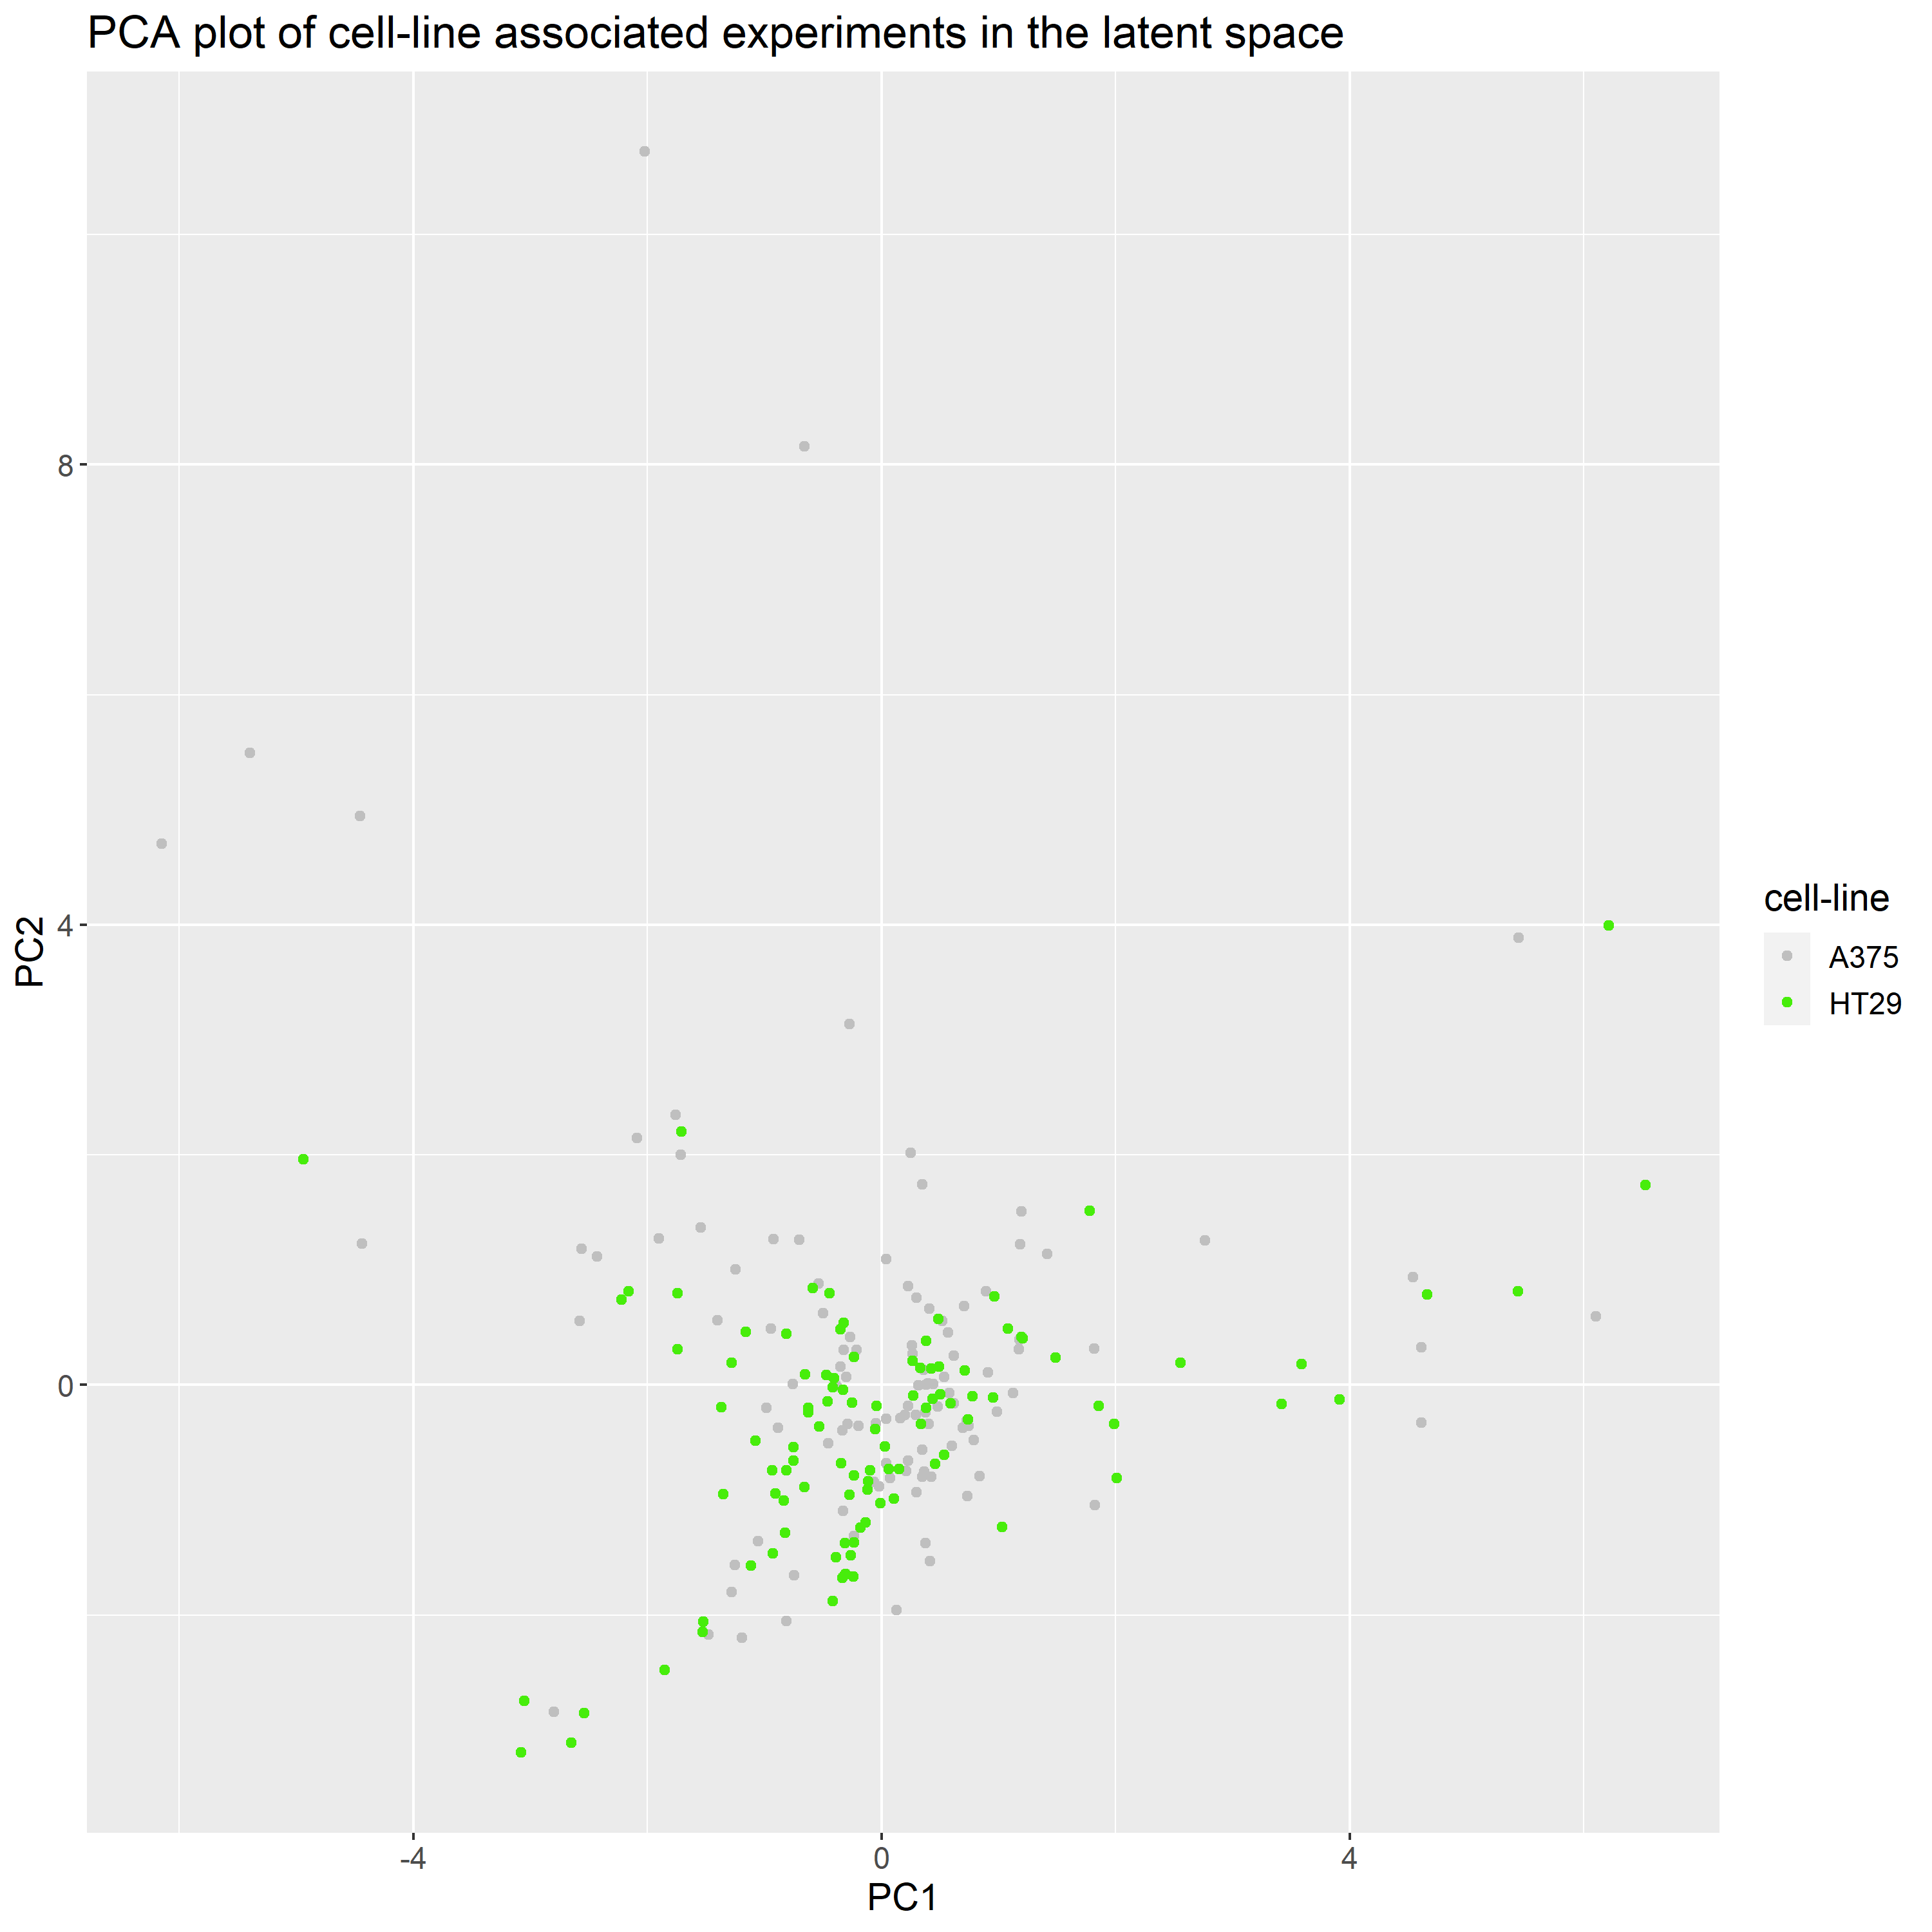 PCA plot of cell-line associated experiments in the latent space
8
4
0
PC2
-4
0
4
PC1
cell-line
A375
HT29